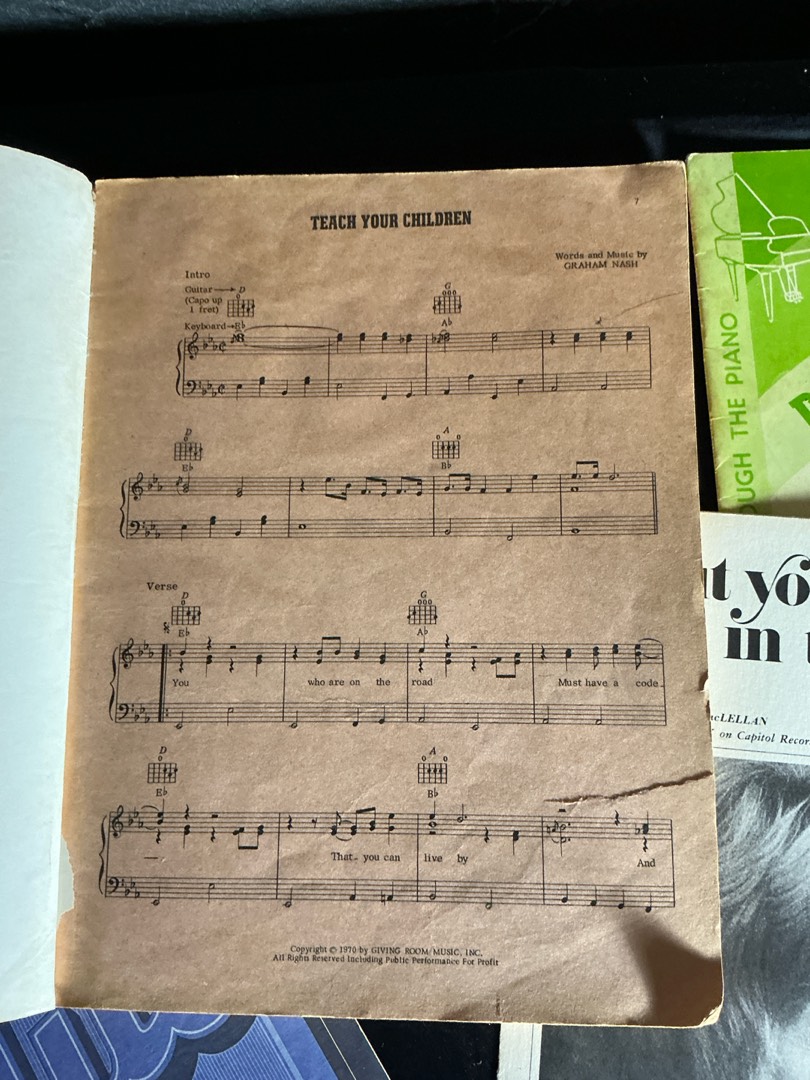 7
TEACH YOUR CHILDREN
Words and Music by
GRAHAM NASH
Intro
Guitar → D G
(Capo up
1 fret)
Keyboard → E♭ A♭
D A
E♭ B♭
Verse
D G
E♭ A♭
You who are on the road Must have a code
D A
E♭ B♭
That you can live by And
Copyright © 1970 by GIVING ROOM MUSIC, INC.
All Rights Reserved Including Public Performance For Profit
UGH THE PIANO
t yo
in
LELLAN
on Capitol Recor